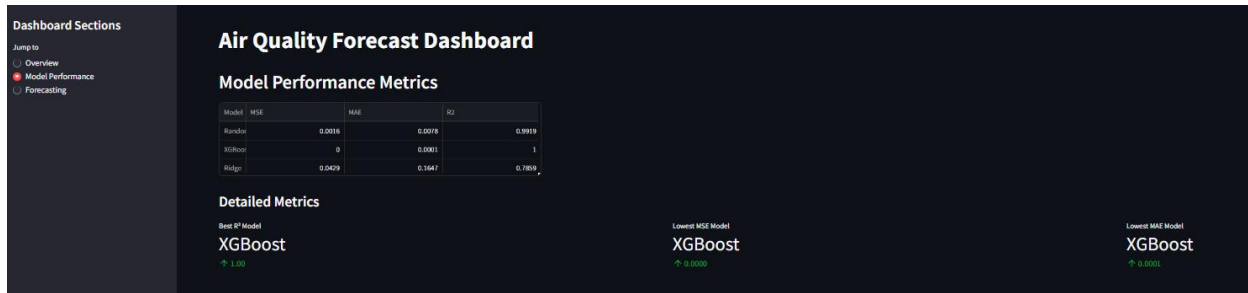 Dashboard Sections
Jump to
Overview
Model Performance
Forecasting
Air Quality Forecast Dashboard
Model Performance Metrics
Model MSE MAE R2
Randor 0.0016 0.0078 0.9919
XGBoos 0 0.0001 1
Ridge 0.0429 0.1647 0.7859
Detailed Metrics
Best R² Model Lowest MSE Model Lowest MAE Model
XGBoost XGBoost XGBoost
↑ 1.00 ↑ 0.0000 ↑ 0.0001